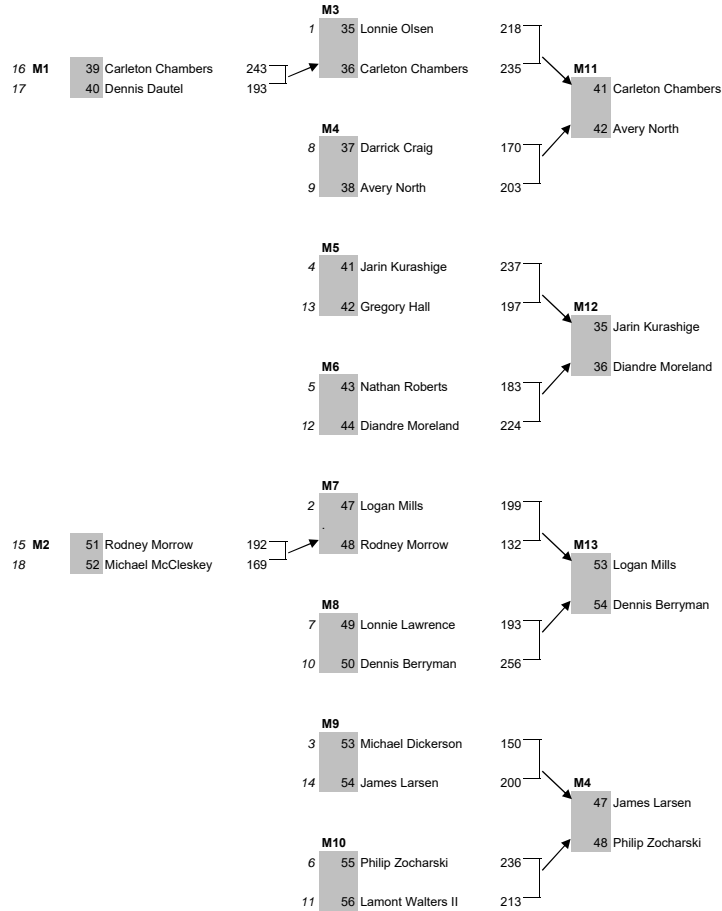 M3
1 35 Lonnie Olsen 218
16 M1 39 Carleton Chambers 243 36 Carleton Chambers 235 M11
17 40 Dennis Dautel 193 41 Carleton Chambers
M4 42 Avery North
8 37 Darrick Craig 170
9 38 Avery North 203
M5
4 41 Jarin Kurashige 237
13 42 Gregory Hall 197 M12
35 Jarin Kurashige
M6 36 Diandre Moreland
5 43 Nathan Roberts 183
12 44 Diandre Moreland 224
M7
2 47 Logan Mills 199
.
15 M2 51 Rodney Morrow 192 48 Rodney Morrow 132 M13
18 52 Michael McCleskey 169 53 Logan Mills
M8 54 Dennis Berryman
7 49 Lonnie Lawrence 193
10 50 Dennis Berryman 256
M9
3 53 Michael Dickerson 150
14 54 James Larsen 200 M4
47 James Larsen
M10 48 Philip Zocharski
6 55 Philip Zocharski 236
11 56 Lamont Walters II 213